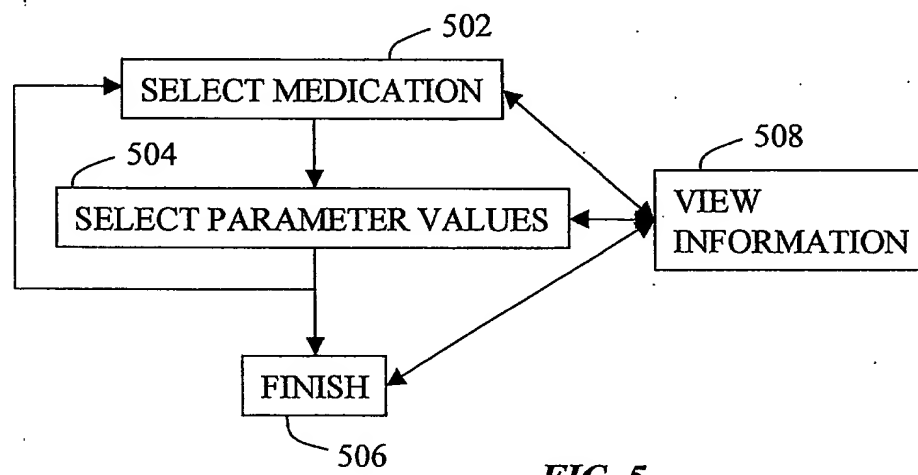 502
SELECT MEDICATION
504
508
SELECT PARAMETER VALUES
VIEW
INFORMATION
FINISH
506
FIG. 5